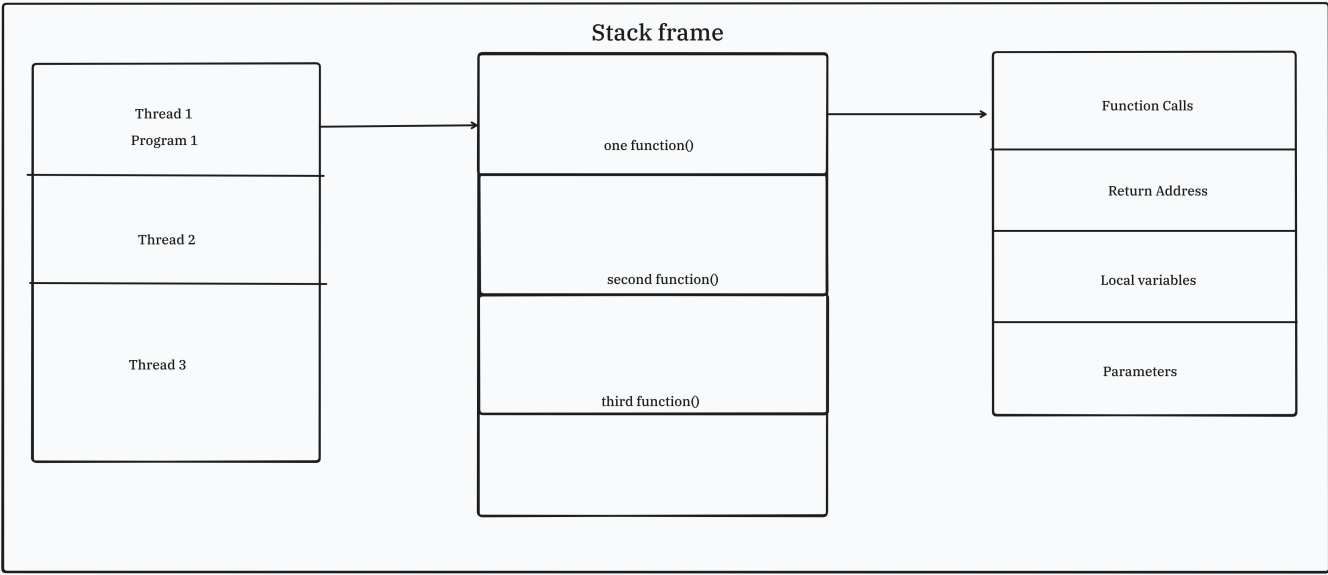 Stack frame
Thread 1
Program 1
Thread 2
Thread 3
one function()
second function()
third function()
Function Calls
Return Address
Local variables
Parameters